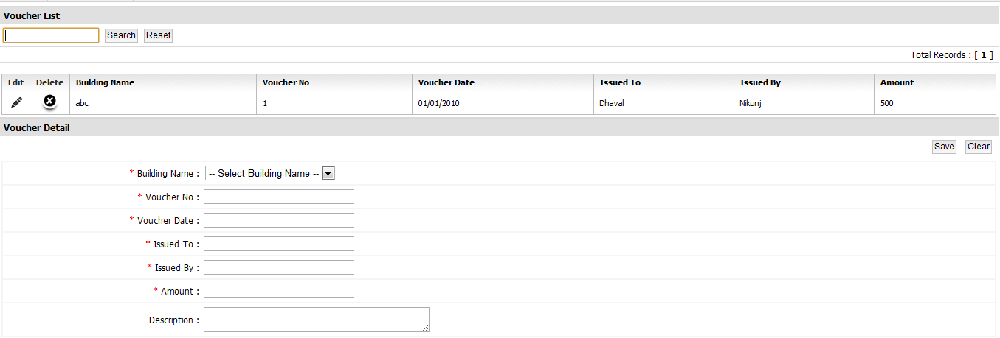 Voucher List
Search Reset
Total Records : [ 1 ]
Edit Delete Building Name Voucher No Voucher Date Issued To Issued By Amount
abc 1 01/01/2010 Dhaval Nikunj 500
Voucher Detail
Save Clear
* Building Name : -- Select Building Name --
* Voucher No :
* Voucher Date :
* Issued To :
* Issued By :
* Amount :
Description :